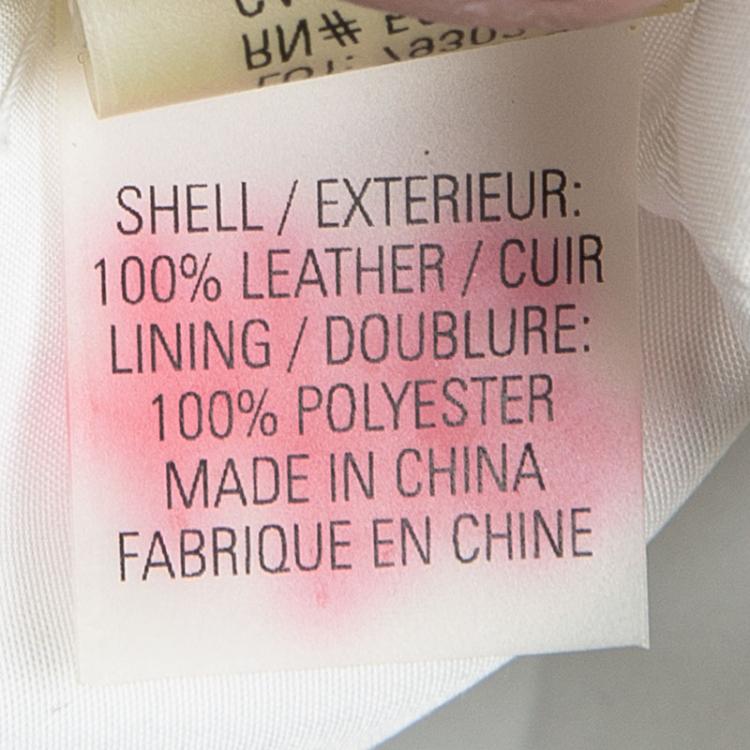 RN#
SHELL / EXTERIEUR:
100% LEATHER / CUIR
LINING / DOUBLURE:
100% POLYESTER
MADE IN CHINA
FABRIQUE EN CHINE